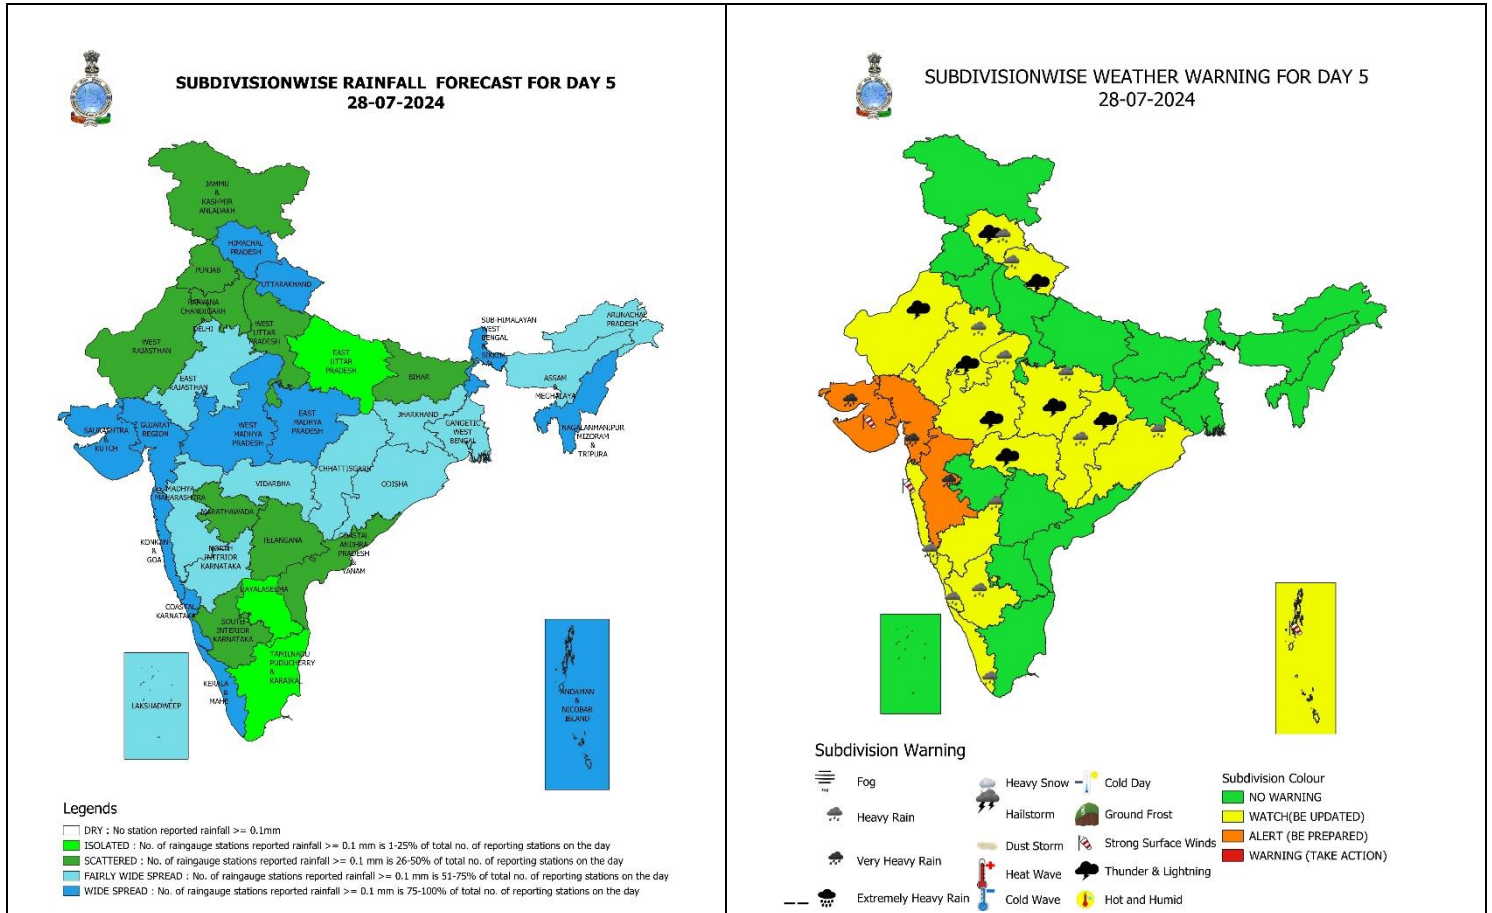 SUBDIVISIONWISE RAINFALL FORECAST FOR DAY 5
28-07-2024
JAMMU
&
KASHMIR
ANLADAKH
HIMACHAL
PRADESH
PUNJAB
UTTARAKHAND
HARYANA
CHANDIGARH
&
DELHI
WEST
UTTAR
PRADESH
WEST
RAJASTHAN
EAST
UTTAR
PRADESH
SUB-HIMALAYAN
WEST
BENGAL
&
SIKKIM
ARUNACHAL
PRADESH
EAST
RAJASTHAN
BIHAR
ASSAM
&
MEGHALAYA
SAURASHTRA
&
KUTCH
GUJARAT
REGION
WEST
MADHYA
PRADESH
EAST
MADHYA
PRADESH
JHARKHAND
GANGETIC
WEST
BENGAL
NAGALANMANIPUR
MIZORAM
&
TRIPURA
MADHYA
MAHARASHTRA
VIDARBHA
CHHATTISGARH
ODISHA
MARATHAWADA
KONKAN
&
GOA
NORTH
INTERIOR
KARNATAKA
TELANGANA
COASTAL
ANDHRA
PRADESH
&
YANAM
RAYALASEEMA
COASTAL
KARNATAKA
SOUTH
INTERIOR
KARNATAKA
TAMILNADU
PUDUCHERRY
&
KARAIKAL
KERALA
&
MAHE
LAKSHADWEEP
ANDAMAN
&
NICOBAR
ISLAND
Legends
DRY : No station reported rainfall >= 0.1mm
ISOLATED : No. of raingauge stations reported rainfall >= 0.1 mm is 1-25% of total no. of reporting stations on the day
SCATTERED : No. of raingauge stations reported rainfall >= 0.1 mm is 26-50% of total no. of reporting stations on the day
FAIRLY WIDE SPREAD : No. of raingauge stations reported rainfall >= 0.1 mm is 51-75% of total no. of reporting stations on the day
WIDE SPREAD : No. of raingauge stations reported rainfall >= 0.1 mm is 75-100% of total no. of reporting stations on the day
SUBDIVISIONWISE WEATHER WARNING FOR DAY 5
28-07-2024
Subdivision Warning
Fog
Heavy Rain
Very Heavy Rain
Extremely Heavy Rain
Heavy Snow
Hailstorm
Dust Storm
Heat Wave
Cold Wave
Cold Day
Ground Frost
Strong Surface Winds
Thunder & Lightning
Hot and Humid
Subdivision Colour
NO WARNING
WATCH(BE UPDATED)
ALERT (BE PREPARED)
WARNING (TAKE ACTION)